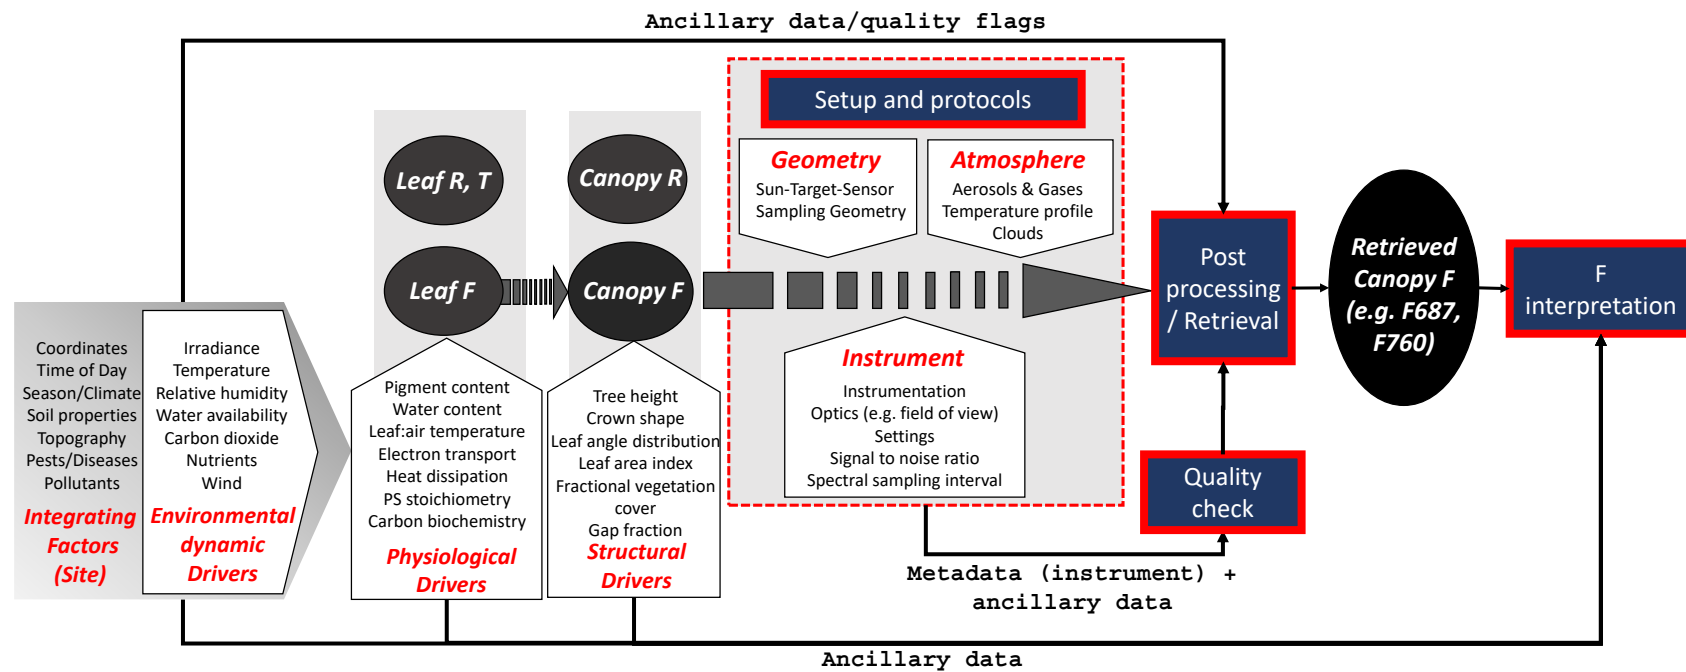 Ancillary data/quality flags
Setup and protocols
Geometry
Sun-Target-Sensor
Sampling Geometry
Atmosphere
Aerosols & Gases
Temperature profile
Clouds
Leaf R, T
Canopy R
Leaf F
Canopy F
Post
processing
/ Retrieval
Retrieved
Canopy F
(e.g. F687,
F760)
F
interpretation
Coordinates
Time of Day
Season/Climate
Soil properties
Topography
Pests/Diseases
Pollutants
Integrating
Factors
(Site)
Irradiance
Temperature
Relative humidity
Water availability
Carbon dioxide
Nutrients
Wind
Environmental
dynamic
Drivers
Pigment content
Water content
Leaf:air temperature
Electron transport
Heat dissipation
PS stoichiometry
Carbon biochemistry
Physiological
Drivers
Tree height
Crown shape
Leaf angle distribution
Leaf area index
Fractional vegetation
cover
Gap fraction
Structural
Drivers
Instrument
Instrumentation
Optics (e.g. field of view)
Settings
Signal to noise ratio
Spectral sampling interval
Quality
check
Metadata (instrument) +
ancillary data
Ancillary data